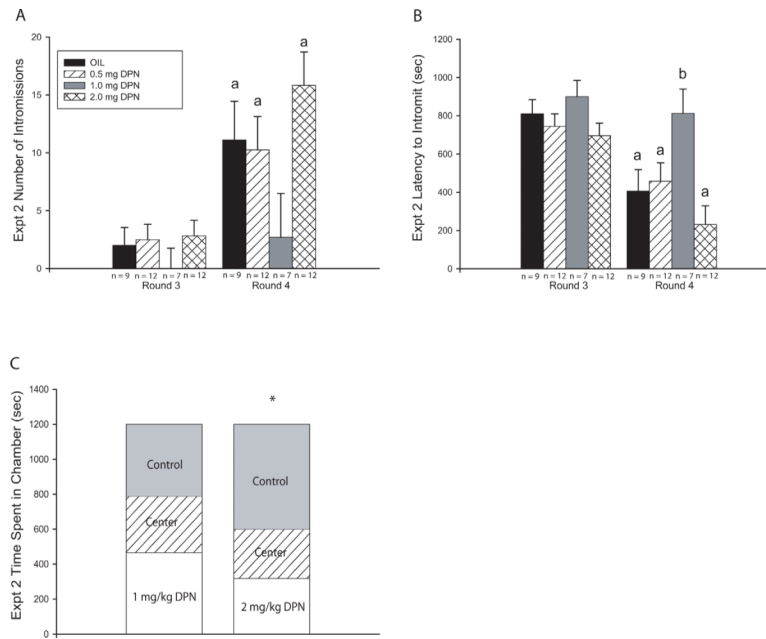 A
Expt 2 Number of Intromissions
20
15
10
5
0
OIL
0.5 mg DPN
1.0 mg DPN
2.0 mg DPN
a
a
a
n = 9 n = 12 n = 7 n = 12 n = 9 n = 12 n = 7 n = 12
Round 3 Round 4
B
Expt 2 Latency to Intromit (sec)
1200
1000
800
600
400
200
0
a
a
b
a
n = 9 n = 12 n = 7 n = 12 n = 9 n = 12 n = 7 n = 12
Round 3 Round 4
C
Expt 2 Time Spent in Chamber (sec)
1400
1200
1000
800
600
400
200
0
*
Control
Center
1 mg/kg DPN
Control
Center
2 mg/kg DPN